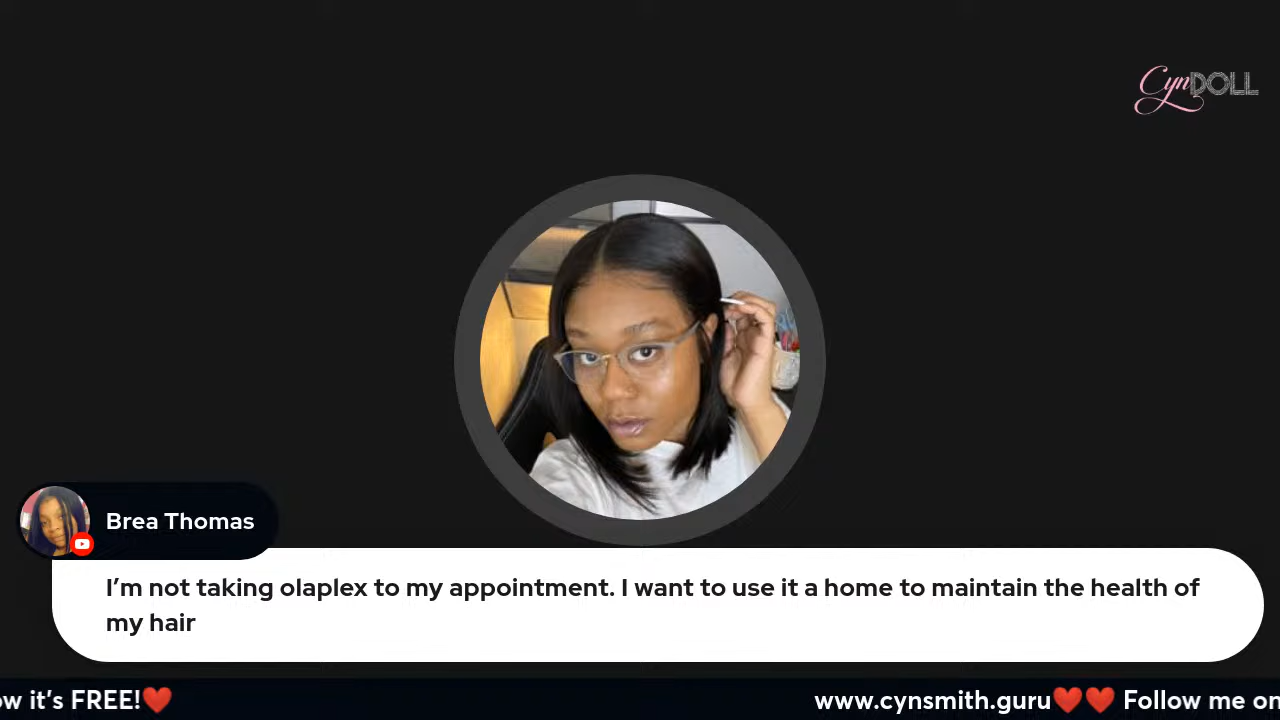 CynDOLL
Brea Thomas
I’m not taking olaplex to my appointment. I want to use it a home to maintain the health of
my hair
ow it's FREE!❤️ www.cynsmith.guru❤️❤️ Follow me on